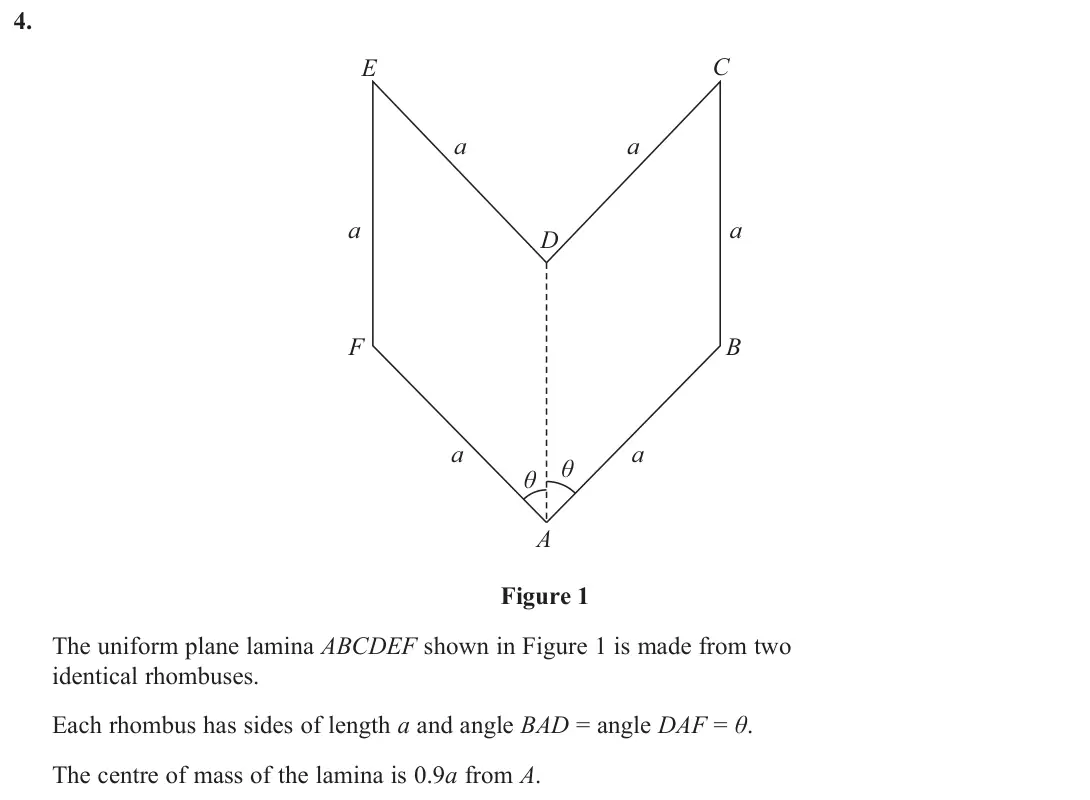 4.
E
C
a
a
a
D
a
F
B
a
θ
θ
a
A
Figure 1
The uniform plane lamina ABCDEF shown in Figure 1 is made from two
identical rhombuses.
Each rhombus has sides of length a and angle BAD = angle DAF = θ.
The centre of mass of the lamina is 0.9a from A.